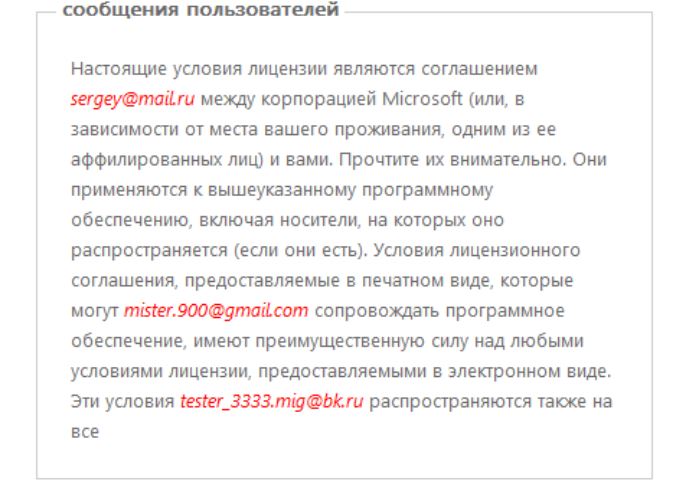 сообщения пользователей
Настоящие условия лицензии являются соглашением
sergey@mail.ru между корпорацией Microsoft (или, в
зависимости от места вашего проживания, одним из ее
аффилированных лиц) и вами. Прочтите их внимательно. Они
применяются к вышеуказанному программному
обеспечению, включая носители, на которых оно
распространяется (если они есть). Условия лицензионного
соглашения, предоставляемые в печатном виде, которые
могут mister.900@gmail.com сопровождать программное
обеспечение, имеют преимущественную силу над любыми
условиями лицензии, предоставляемыми в электронном виде.
Эти условия tester_3333.mig@bk.ru распространяются также на
все